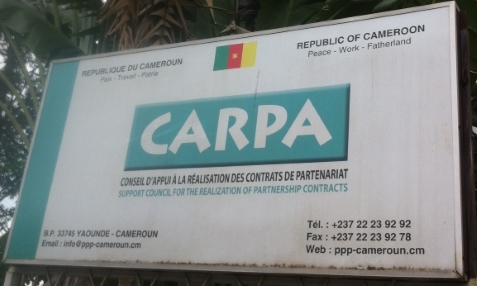 REPUBLIQUE DU CAMEROUN
Paix - Travail - Patrie
REPUBLIC OF CAMEROON
Peace - Work - Fatherland
CARPA
CONSEIL D'APPUI À LA RÉALISATION DES CONTRATS DE PARTENARIAT
SUPPORT COUNCIL FOR THE REALIZATION OF PARTNERSHIP CONTRACTS
B.P. 33745 YAOUNDE - CAMEROUN
Email : info@ppp-cameroun.cm
Tél. : +237 22 23 92 92
Fax : +237 22 23 92 78
Web : ppp-cameroun.cm